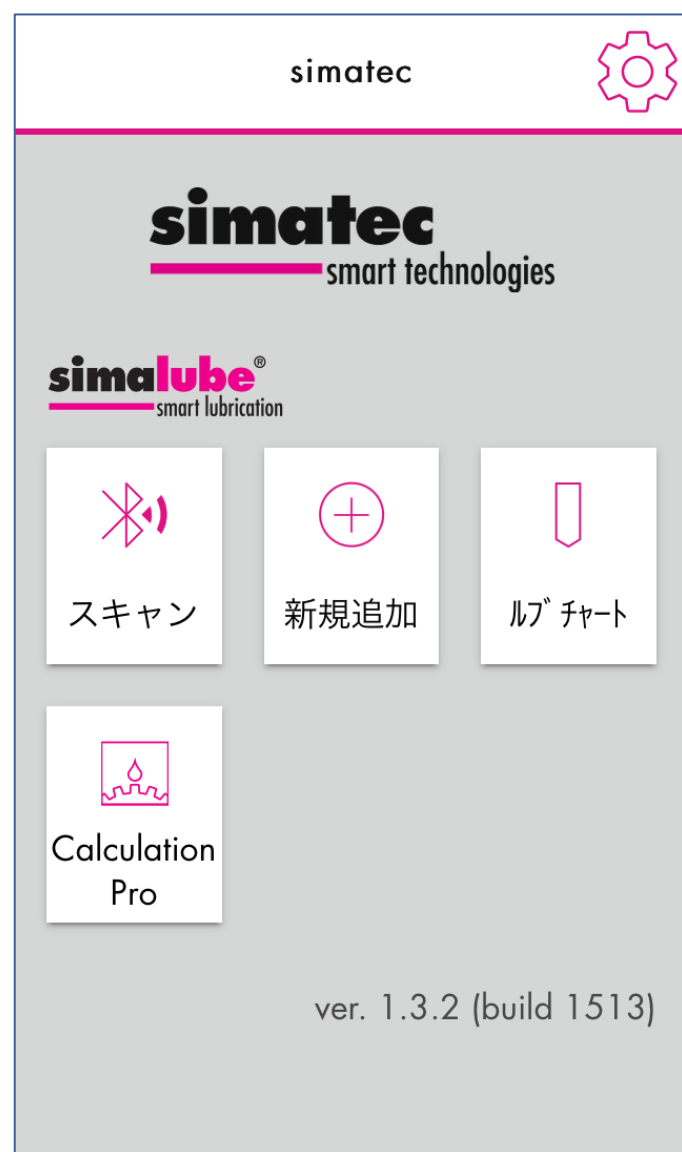 simatec
simatec
smart technologies
simalube®
smart lubrication
スキャン
新規追加
ﾙﾌﾞﾁｬｰﾄ
Calculation
Pro
ver. 1.3.2 (build 1513)